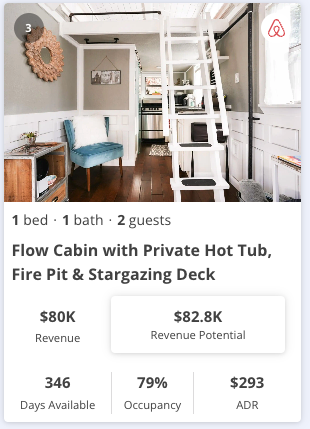 3
1 bed · 1 bath · 2 guests
Flow Cabin with Private Hot Tub,
Fire Pit & Stargazing Deck
$80K
Revenue
$82.8K
Revenue Potential
346
Days Available
79%
Occupancy
$293
ADR